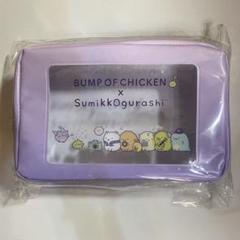 BUMP OF CHICKEN
×
Sumikkogurashi